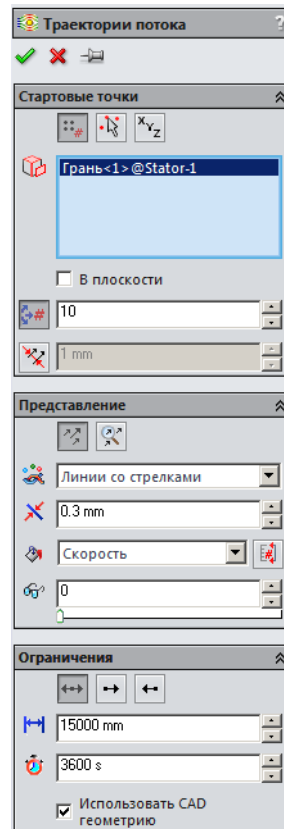 Траектории потока ?
Стартовые точки
#
X Y Z
Грань<1>@Stator-1
В плоскости
# 10
1 mm
Представление
Линии со стрелками
0.3 mm
Скорость #
0
Ограничения
15000 mm
3600 s
Использовать CAD
геометрию